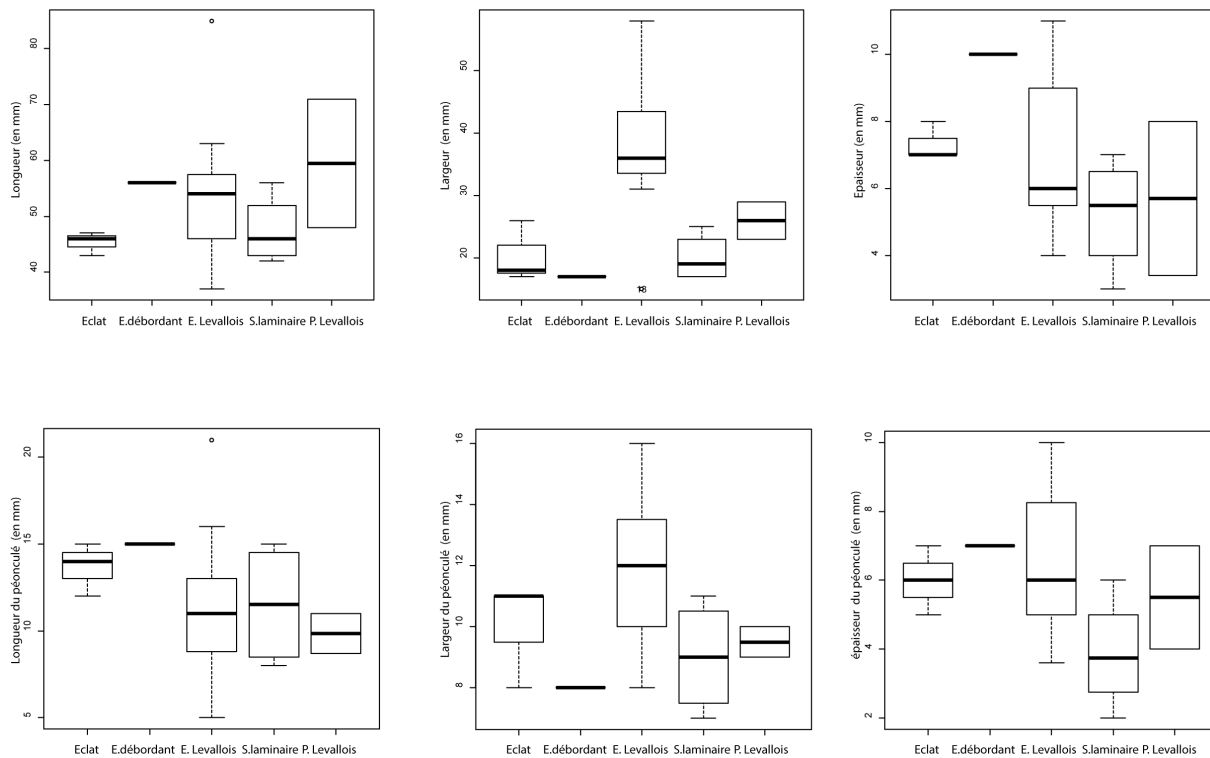 Longueur (en mm)
80
70
60
50
40
Eclat E.débordant E. Levallois S.laminaire P. Levallois
Largeur (en mm)
50
40
30
20
Eclat E.débordant E. Levallois S.laminaire P. Levallois
Epaisseur (en mm)
10
8
6
4
Eclat E.débordant E. Levallois S.laminaire P. Levallois
Longueur du péonculé (en mm)
20
15
10
5
Eclat E.débordant E. Levallois S.laminaire P. Levallois
Largeur du péonculé (en mm)
16
14
12
10
8
Eclat E.débordant E. Levallois S.laminaire P. Levallois
épaisseur du péonculé (en mm)
10
8
6
4
2
Eclat E.débordant E. Levallois S.laminaire P. Levallois